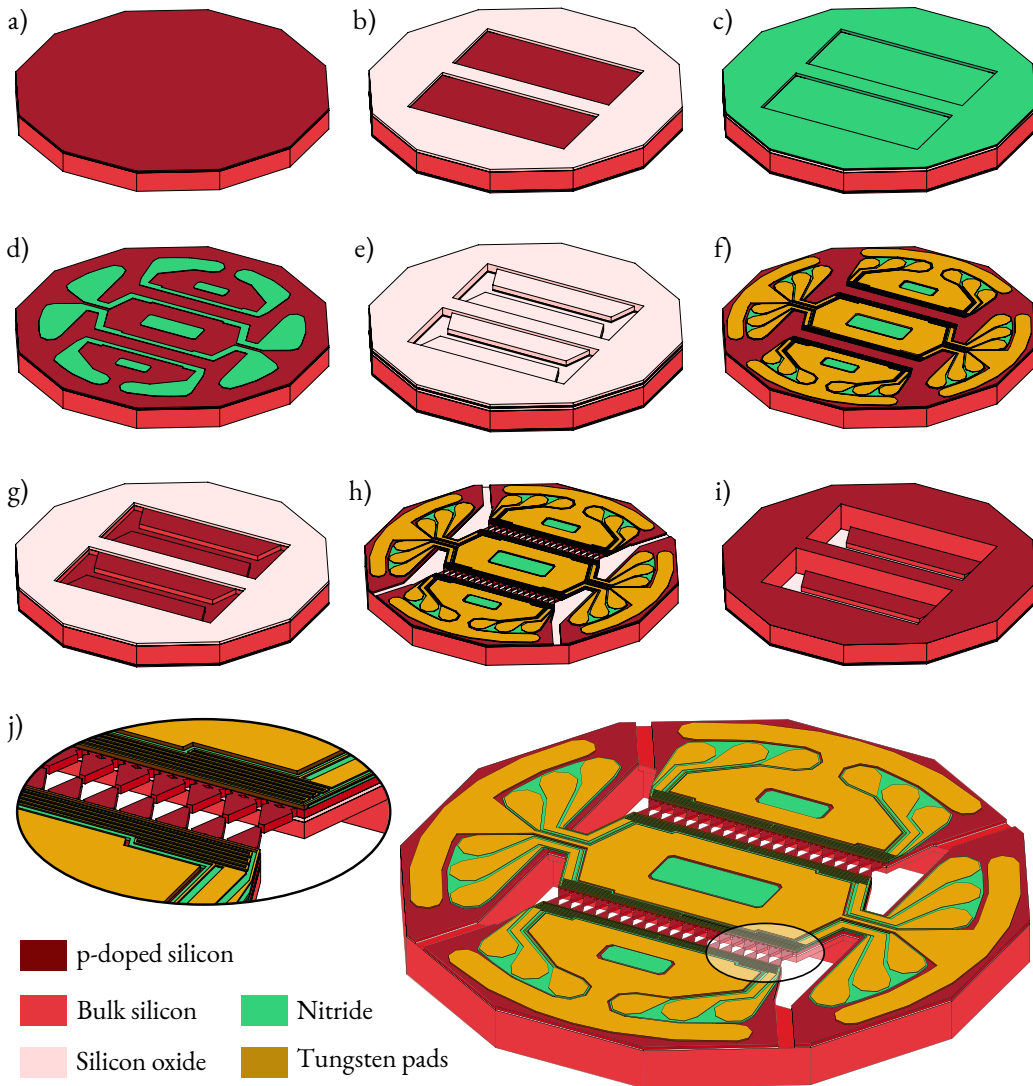 a)
b)
c)
d)
e)
f)
g)
h)
i)
j)
p-doped silicon
Bulk silicon
Nitride
Silicon oxide
Tungsten pads